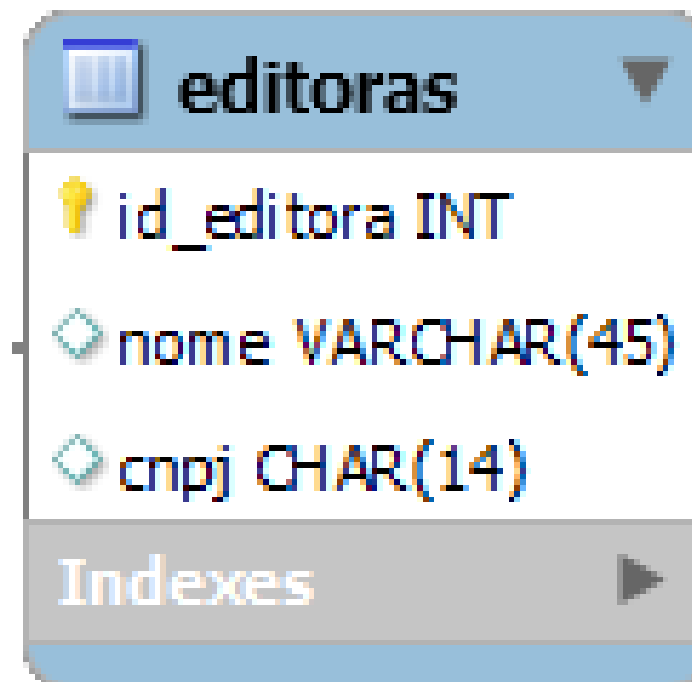 editoras
id_editora INT
nome VARCHAR(45)
cnpj CHAR(14)
Indexes